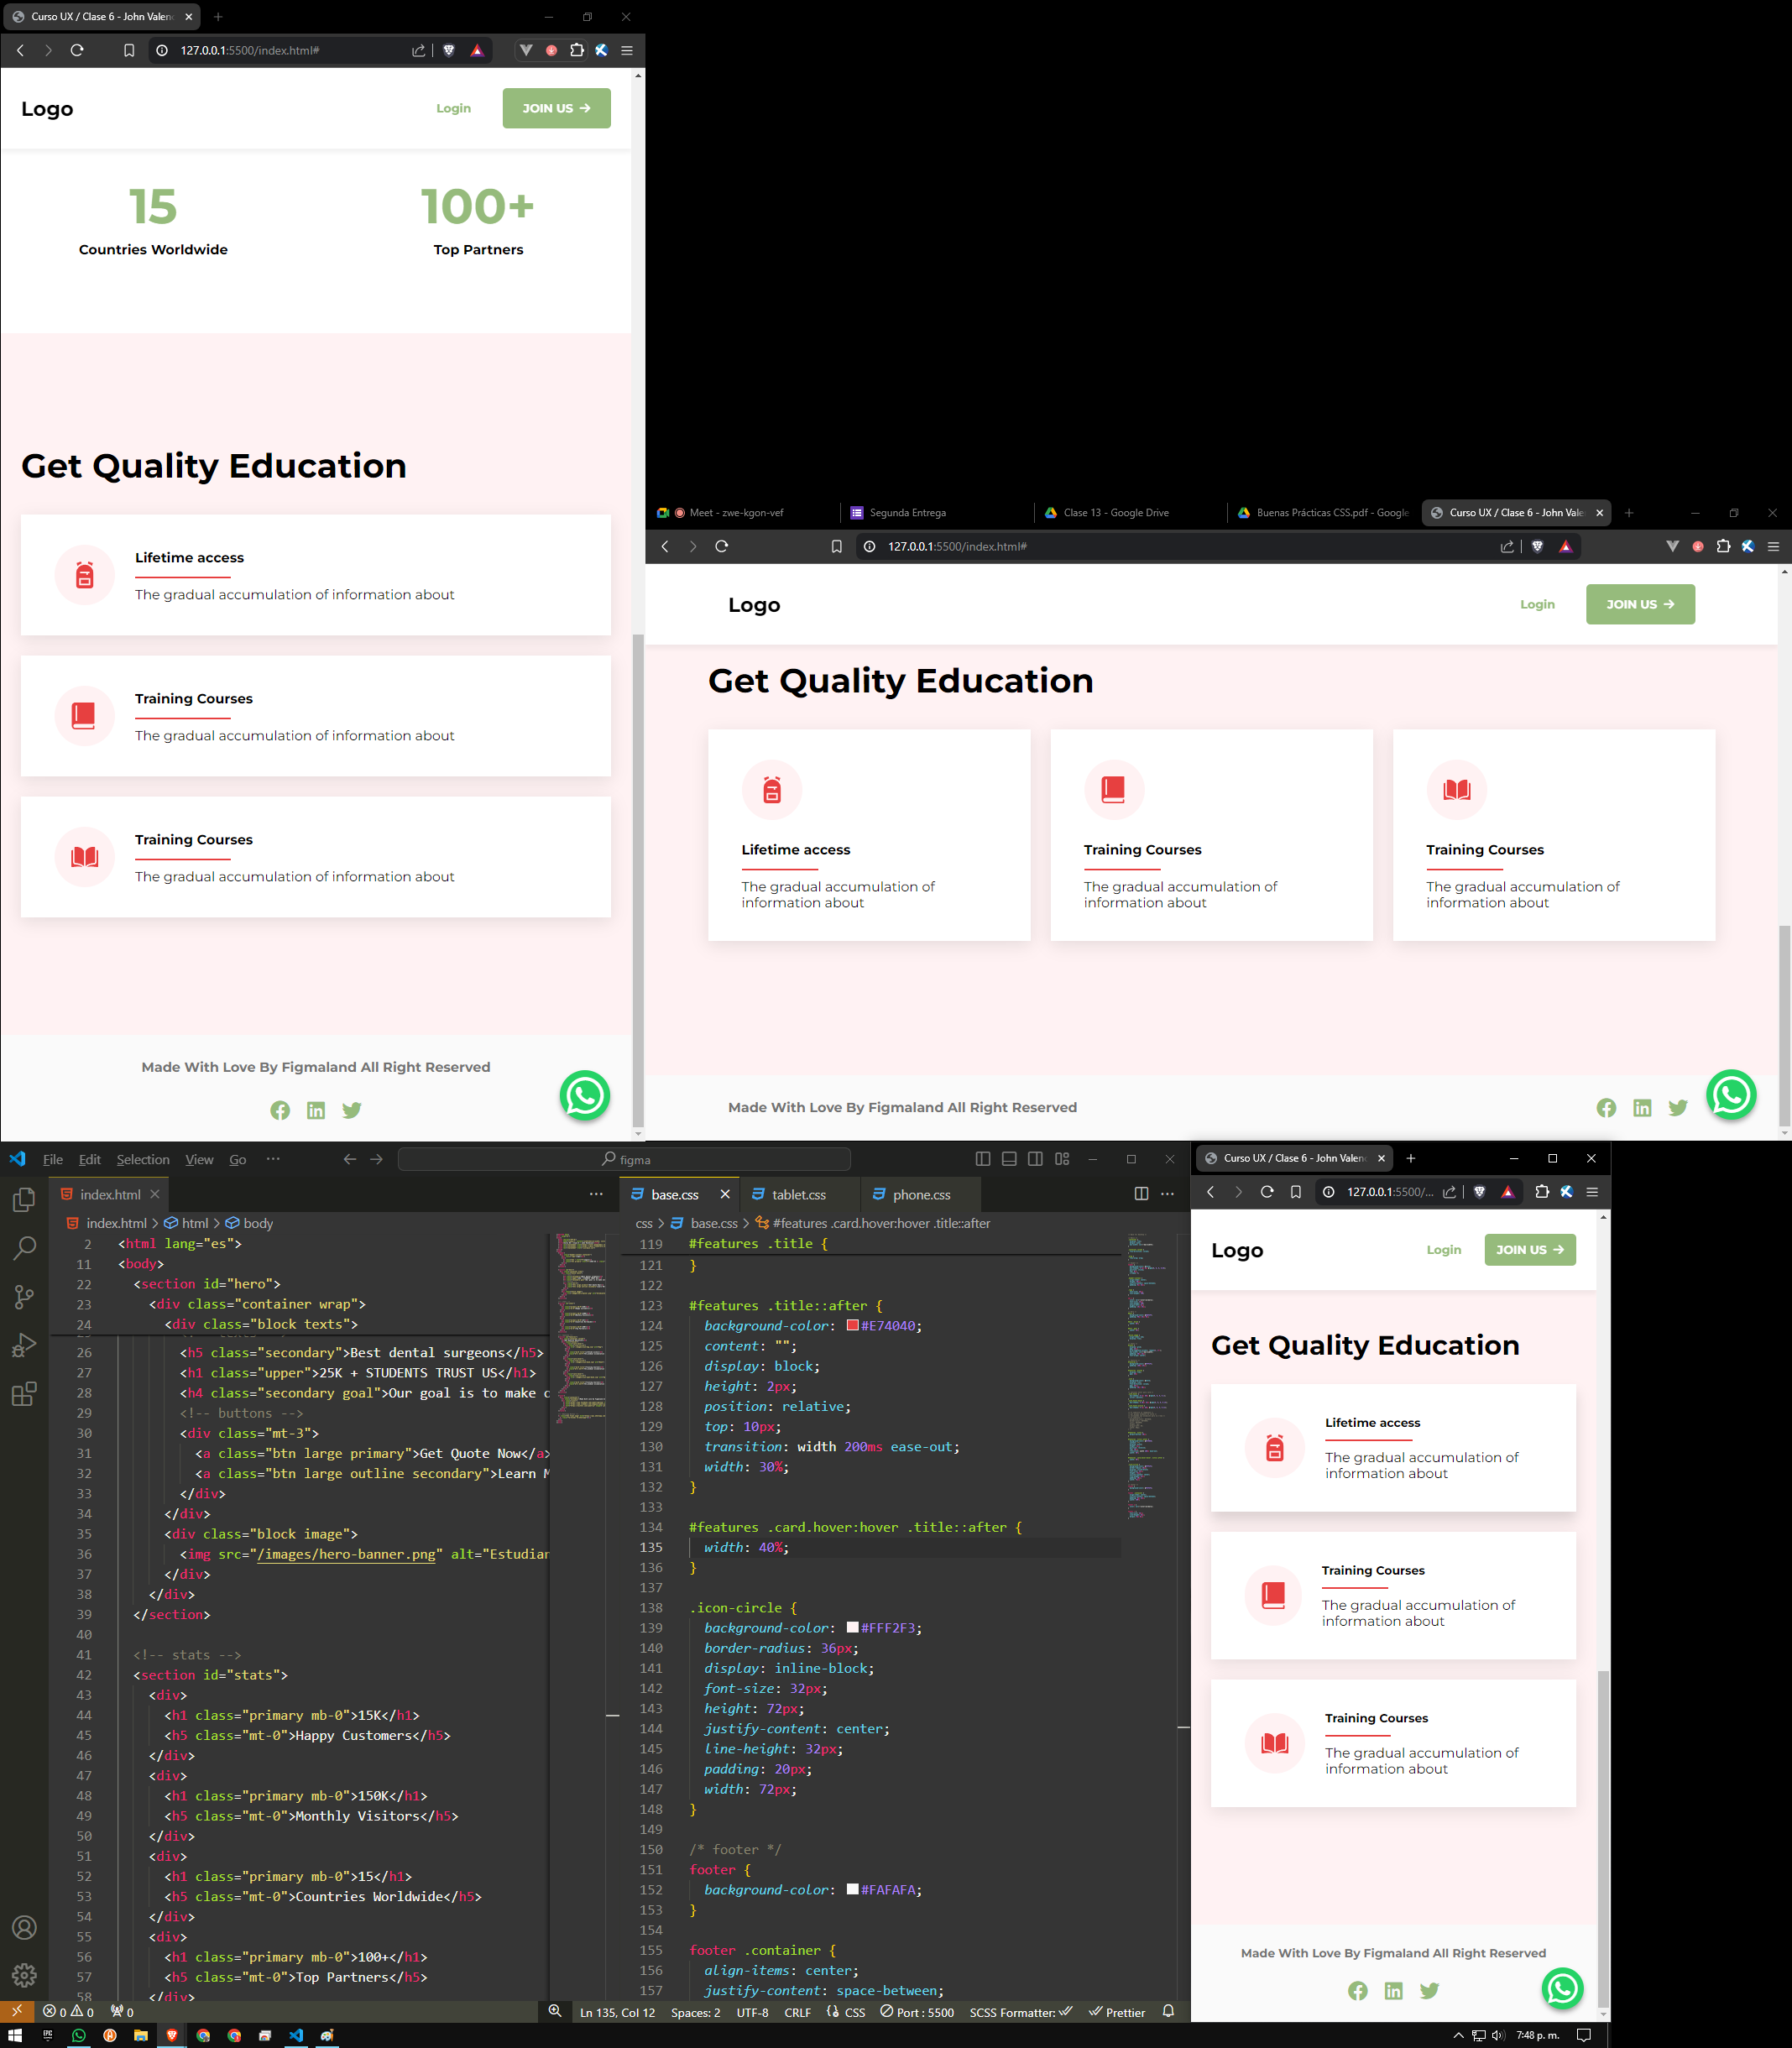 Curso UX / Clase 6 - John Valenc
127.0.0.1:5500/index.html#
Logo
Login
JOIN US →
15
Countries Worldwide
100+
Top Partners
Get Quality Education
Lifetime access
The gradual accumulation of information about
Training Courses
The gradual accumulation of information about
Training Courses
The gradual accumulation of information about
Made With Love By Figmaland All Right Reserved
Meet - zwe-kgon-vef
Segunda Entrega
Clase 13 - Google Drive
Buenas Prácticas CSS.pdf - Google
Curso UX / Clase 6 - John Vale
127.0.0.1:5500/index.html#
Logo
Login
JOIN US →
Get Quality Education
Lifetime access
The gradual accumulation of
information about
Training Courses
The gradual accumulation of
information about
Training Courses
The gradual accumulation of
information about
Made With Love By Figmaland All Right Reserved
File Edit Selection View Go ···
figma
index.html
index.html > html > body
2 <html lang="es">
11 <body>
22 <section id="hero">
23 <div class="container wrap">
24 <div class="block texts">
26 <h5 class="secondary">Best dental surgeons</h5>
27 <h1 class="upper">25K + STUDENTS TRUST US</h1>
28 <h4 class="secondary goal">Our goal is to make c
29 <!-- buttons -->
30 <div class="mt-3">
31 <a class="btn large primary">Get Quote Now</a>
32 <a class="btn large outline secondary">Learn M
33 </div>
34 </div>
35 <div class="block image">
36 <img src="/images/hero-banner.png" alt="Estudian
37 </div>
38 </div>
39 </section>
40
41 <!-- stats -->
42 <section id="stats">
43 <div>
44 <h1 class="primary mb-0">15K</h1>
45 <h5 class="mt-0">Happy Customers</h5>
46 </div>
47 <div>
48 <h1 class="primary mb-0">150K</h1>
49 <h5 class="mt-0">Monthly Visitors</h5>
50 </div>
51 <div>
52 <h1 class="primary mb-0">15</h1>
53 <h5 class="mt-0">Countries Worldwide</h5>
54 </div>
55 <div>
56 <h1 class="primary mb-0">100+</h1>
57 <h5 class="mt-0">Top Partners</h5>
58 </div>
base.css
tablet.css
phone.css
css > base.css > #features .card.hover:hover .title::after
119 #features .title {
121 }
122
123 #features .title::after {
124 background-color: #E74040;
125 content: "";
126 display: block;
127 height: 2px;
128 position: relative;
129 top: 10px;
130 transition: width 200ms ease-out;
131 width: 30%;
132 }
133
134 #features .card.hover:hover .title::after {
135 width: 40%;
136 }
137
138 .icon-circle {
139 background-color: #FFF2F3;
140 border-radius: 36px;
141 display: inline-block;
142 font-size: 32px;
143 height: 72px;
144 justify-content: center;
145 line-height: 32px;
146 padding: 20px;
147 width: 72px;
148 }
149
150 /* footer */
151 footer {
152 background-color: #FAFAFA;
153 }
154
155 footer .container {
156 align-items: center;
157 justify-content: space-between;
0 0 0
Ln 135, Col 12 Spaces: 2 UTF-8 CRLF CSS Port : 5500 SCSS Formatter: Prettier
Curso UX / Clase 6 - John Valenc
127.0.0.1:5500/...
Logo
Login
JOIN US →
Get Quality Education
Lifetime access
The gradual accumulation of
information about
Training Courses
The gradual accumulation of
information about
Training Courses
The gradual accumulation of
information about
Made With Love By Figmaland All Right Reserved
7:48 p. m.